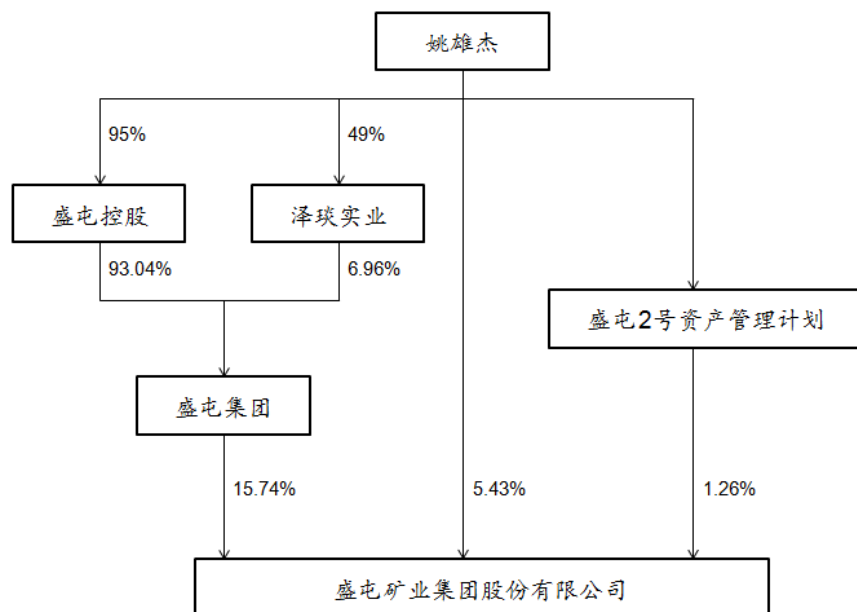 姚雄杰
95%
49%
盛屯控股
泽琰实业
93.04%
6.96%
盛屯2号资产管理计划
盛屯集团
15.74%
5.43%
1.26%
盛屯矿业集团股份有限公司